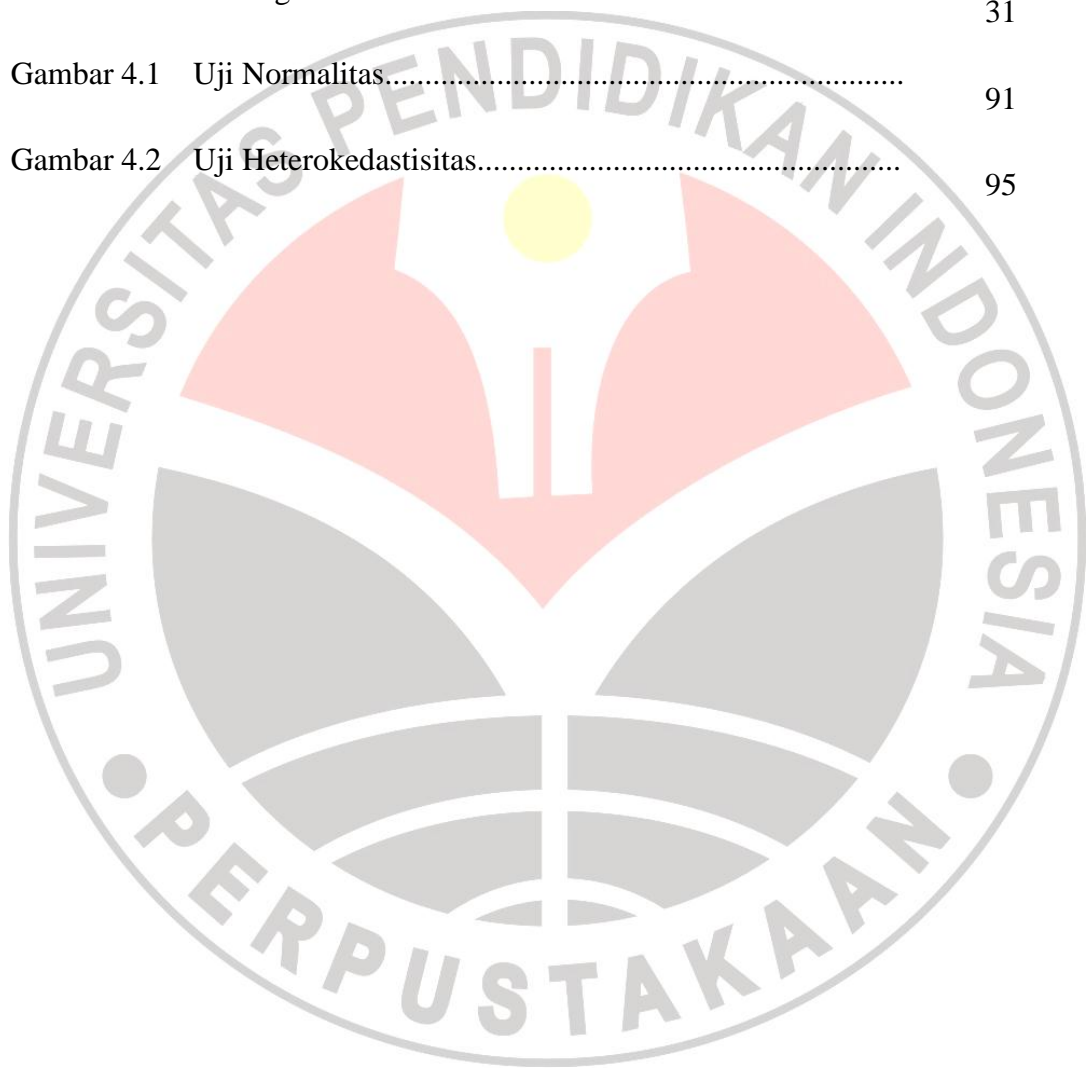 31
Gambar 4.1 Uji Normalitas................................................................. 91
Gambar 4.2 Uji Heterokedastisitas..................................................... 95
UNIVERSITAS PENDIDIKAN INDONESIA
PERPUSTAKAAN